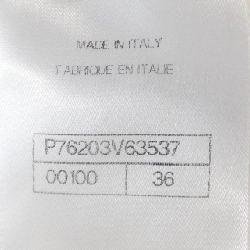 MADE IN ITALY
FABRIQUE EN ITALIE
P76203V63537
00100 36